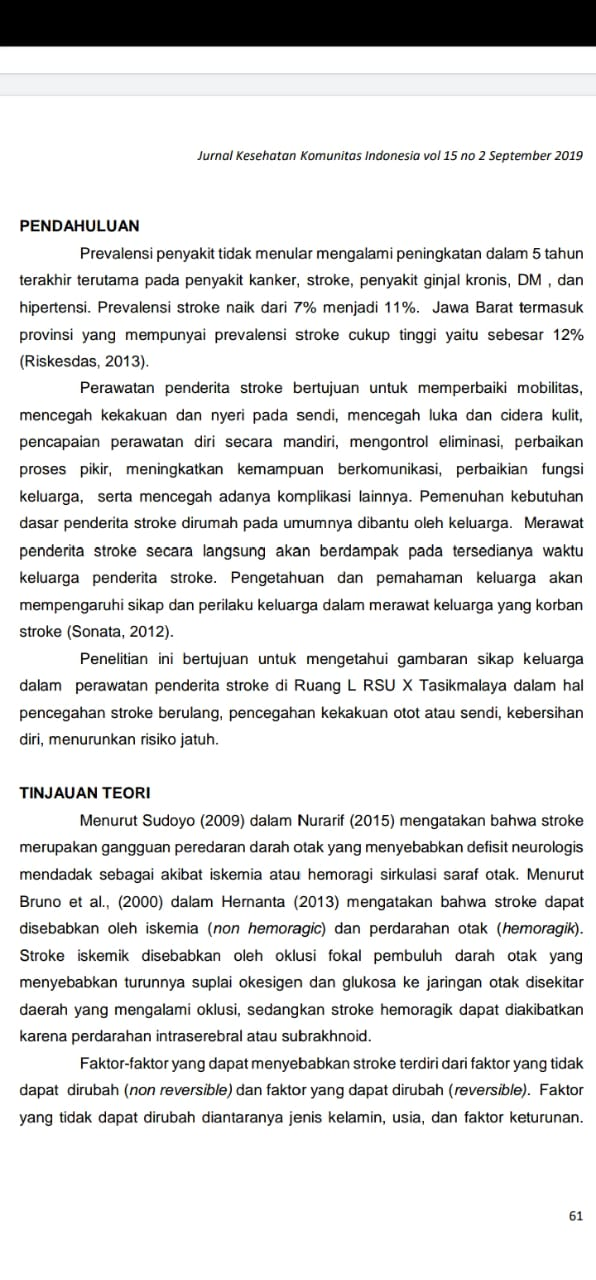 Jurnal Kesehatan Komunitas Indonesia vol 15 no 2 September 2019
PENDAHULUAN
Prevalensi penyakit tidak menular mengalami peningkatan dalam 5 tahun
terakhir terutama pada penyakit kanker, stroke, penyakit ginjal kronis, DM , dan
hipertensi. Prevalensi stroke naik dari 7% menjadi 11%. Jawa Barat termasuk
provinsi yang mempunyai prevalensi stroke cukup tinggi yaitu sebesar 12%
(Riskesdas, 2013).
Perawatan penderita stroke bertujuan untuk memperbaiki mobilitas,
mencegah kekakuan dan nyeri pada sendi, mencegah luka dan cidera kulit,
pencapaian perawatan diri secara mandiri, mengontrol eliminasi, perbaikan
proses pikir, meningkatkan kemampuan berkomunikasi, perbaikian fungsi
keluarga, serta mencegah adanya komplikasi lainnya. Pemenuhan kebutuhan
dasar penderita stroke dirumah pada umumnya dibantu oleh keluarga. Merawat
penderita stroke secara langsung akan berdampak pada tersedianya waktu
keluarga penderita stroke. Pengetahuan dan pemahaman keluarga akan
mempengaruhi sikap dan perilaku keluarga dalam merawat keluarga yang korban
stroke (Sonata, 2012).
Penelitian ini bertujuan untuk mengetahui gambaran sikap keluarga
dalam perawatan penderita stroke di Ruang L RSU X Tasikmalaya dalam hal
pencegahan stroke berulang, pencegahan kekakuan otot atau sendi, kebersihan
diri, menurunkan risiko jatuh.
TINJAUAN TEORI
Menurut Sudoyo (2009) dalam Nurarif (2015) mengatakan bahwa stroke
merupakan gangguan peredaran darah otak yang menyebabkan defisit neurologis
mendadak sebagai akibat iskemia atau hemoragi sirkulasi saraf otak. Menurut
Bruno et al., (2000) dalam Hernanta (2013) mengatakan bahwa stroke dapat
disebabkan oleh iskemia (non hemoragic) dan perdarahan otak (hemoragik).
Stroke iskemik disebabkan oleh oklusi fokal pembuluh darah otak yang
menyebabkan turunnya suplai okesigen dan glukosa ke jaringan otak disekitar
daerah yang mengalami oklusi, sedangkan stroke hemoragik dapat diakibatkan
karena perdarahan intraserebral atau subrakhnoid.
Faktor-faktor yang dapat menyebabkan stroke terdiri dari faktor yang tidak
dapat dirubah (non reversible) dan faktor yang dapat dirubah (reversible). Faktor
yang tidak dapat dirubah diantaranya jenis kelamin, usia, dan faktor keturunan.
61